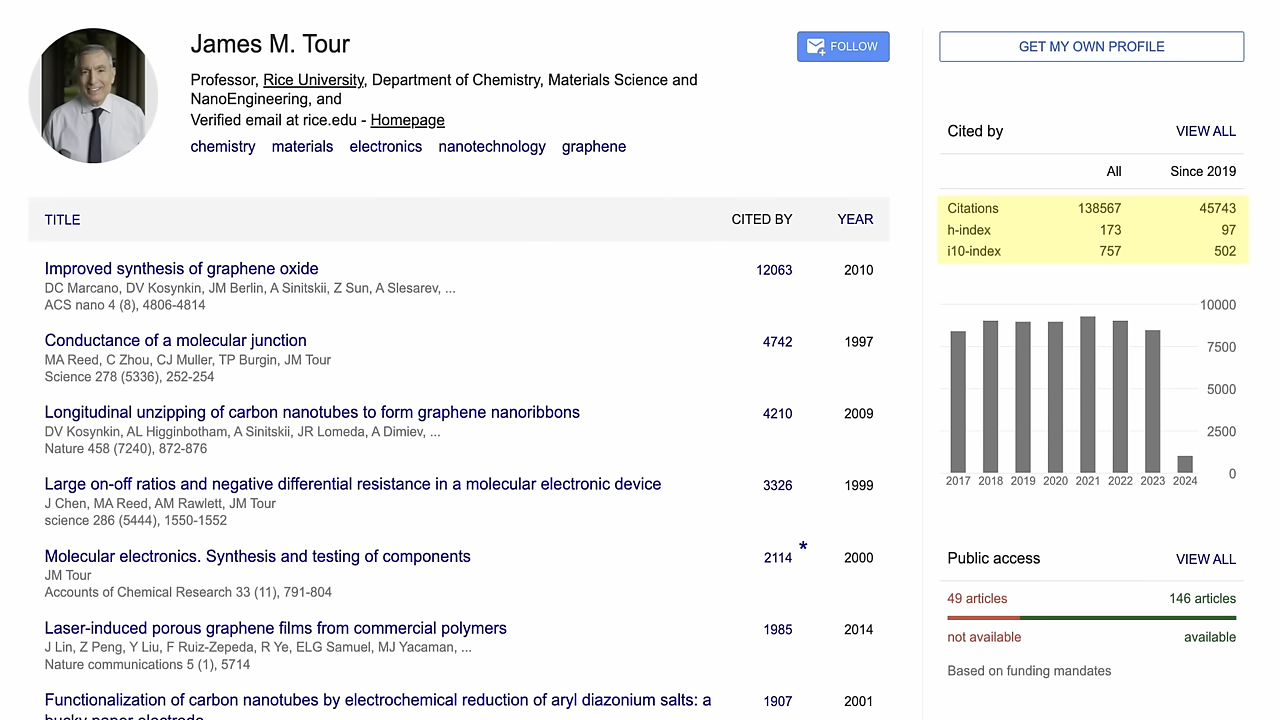 James M. Tour
FOLLOW
Professor, Rice University, Department of Chemistry, Materials Science and
NanoEngineering, and
Verified email at rice.edu - Homepage
chemistry materials electronics nanotechnology graphene
TITLE CITED BY YEAR
Improved synthesis of graphene oxide 12063 2010
DC Marcano, DV Kosynkin, JM Berlin, A Sinitskii, Z Sun, A Slesarev, ...
ACS nano 4 (8), 4806-4814
Conductance of a molecular junction 4742 1997
MA Reed, C Zhou, CJ Muller, TP Burgin, JM Tour
Science 278 (5336), 252-254
Longitudinal unzipping of carbon nanotubes to form graphene nanoribbons 4210 2009
DV Kosynkin, AL Higginbotham, A Sinitskii, JR Lomeda, A Dimiev, ...
Nature 458 (7240), 872-876
Large on-off ratios and negative differential resistance in a molecular electronic device 3326 1999
J Chen, MA Reed, AM Rawlett, JM Tour
science 286 (5444), 1550-1552
Molecular electronics. Synthesis and testing of components 2114 * 2000
JM Tour
Accounts of Chemical Research 33 (11), 791-804
Laser-induced porous graphene films from commercial polymers 1985 2014
J Lin, Z Peng, Y Liu, F Ruiz-Zepeda, R Ye, ELG Samuel, MJ Yacaman, ...
Nature communications 5 (1), 5714
Functionalization of carbon nanotubes by electrochemical reduction of aryl diazonium salts: a 1907 2001
bucky paper electrode
GET MY OWN PROFILE
Cited by VIEW ALL
All Since 2019
Citations 138567 45743
h-index 173 97
i10-index 757 502
10000
7500
5000
2500
0
2017 2018 2019 2020 2021 2022 2023 2024
Public access VIEW ALL
49 articles 146 articles
not available available
Based on funding mandates